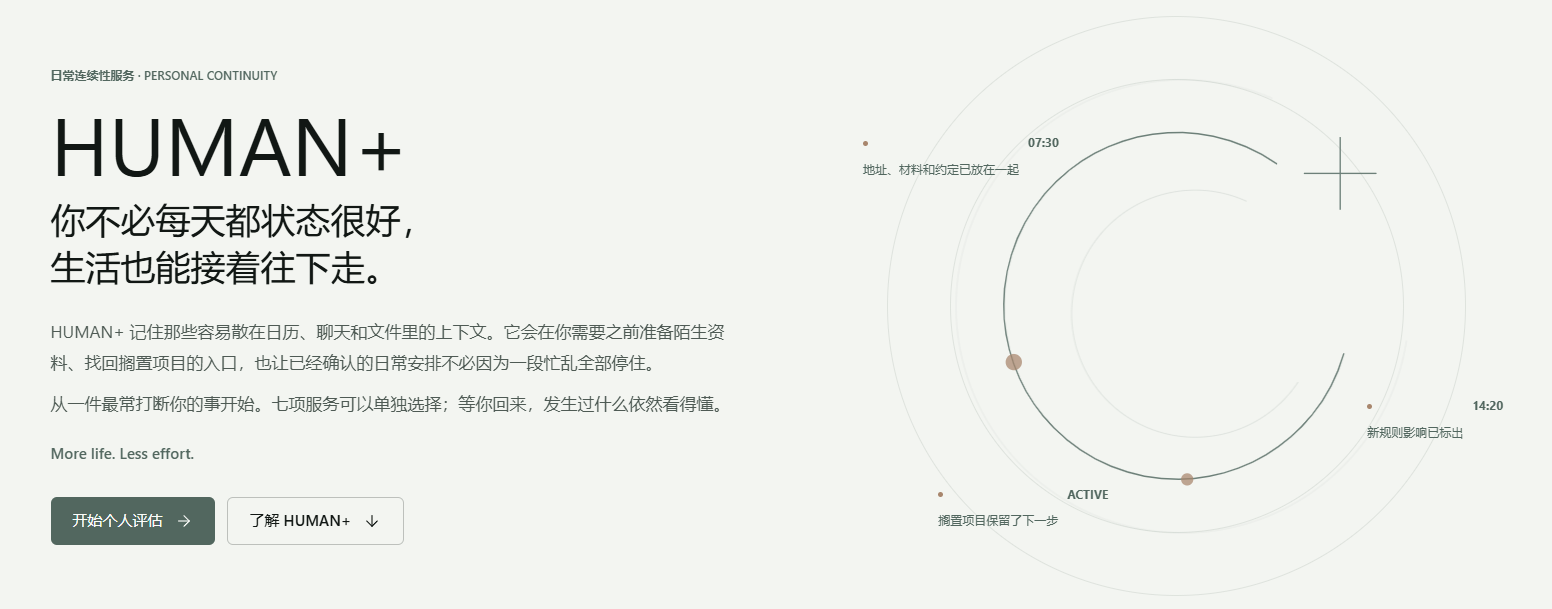 日常连续性服务 · PERSONAL CONTINUITY
HUMAN+
你不必每天都状态很好，
生活也能接着往下走。
HUMAN+ 记住那些容易散在日历、聊天和文件里的上下文。它会在你需要之前准备陌生资
料、找回搁置项目的入口，也让已经确认的日常安排不必因为一段忙乱全部停住。
从一件最常打断你的事开始。七项服务可以单独选择；等你回来，发生过什么依然看得懂。
More life. Less effort.
开始个人评估 →
了解 HUMAN+ ↓
07:30
地址、材料和约定已放在一起
14:20
新规则影响已标出
ACTIVE
搁置项目保留了下一步